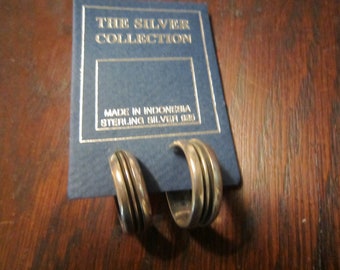 THE SILVER
COLLECTION
MADE IN INDONESIA
STERLING SILVER 925